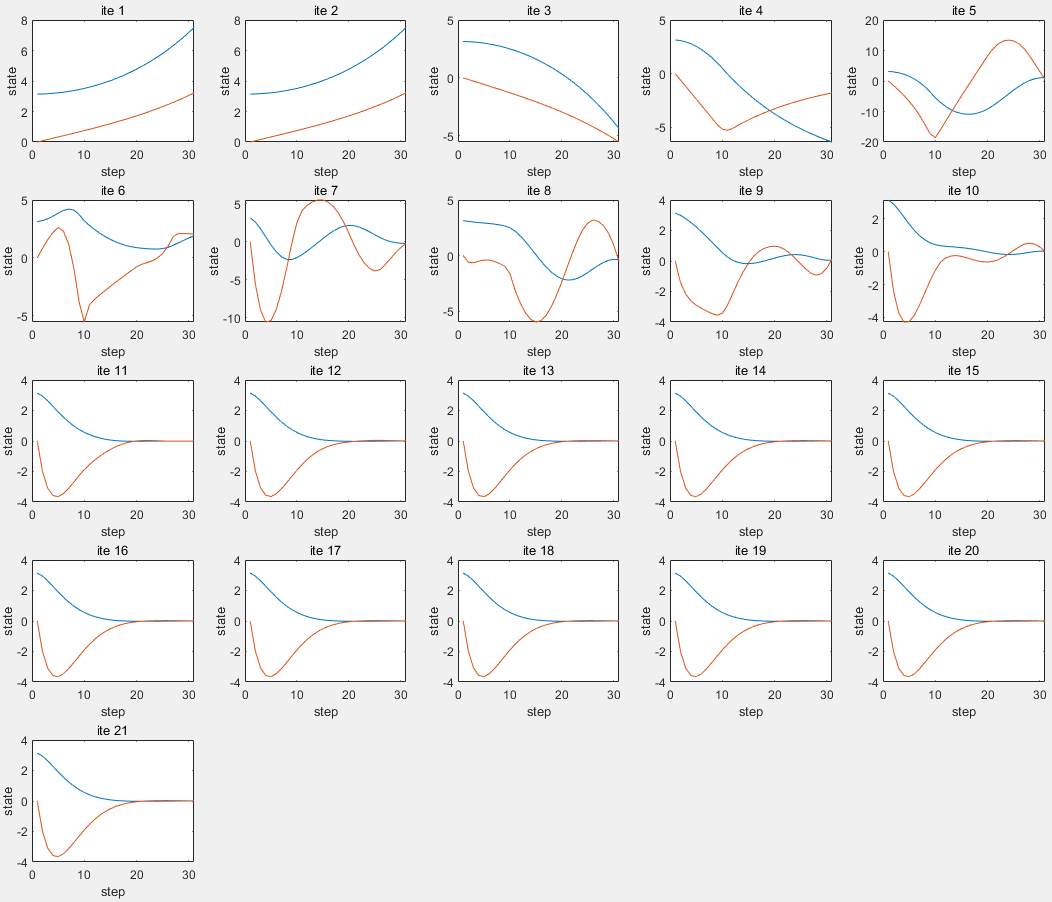 ite 1 ite 2 ite 3 ite 4 ite 5
8 8 5 5 20
6 6 10
state 4 state 4 state 0 state 0 state 0
2 2 -10
0 0 -5 -5 -20
0 10 20 30 0 10 20 30 0 10 20 30 0 10 20 30 0 10 20 30
step step step step step
ite 6 ite 7 ite 8 ite 9 ite 10
5 5 5 4 2
2
state 0 state 0 state 0 state 0 state 0
-5 -2 -2
-5 -10 -5 -4 -4
0 10 20 30 0 10 20 30 0 10 20 30 0 10 20 30 0 10 20 30
step step step step step
ite 11 ite 12 ite 13 ite 14 ite 15
4 4 4 4 4
2 2 2 2 2
state 0 state 0 state 0 state 0 state 0
-2 -2 -2 -2 -2
-4 -4 -4 -4 -4
0 10 20 30 0 10 20 30 0 10 20 30 0 10 20 30 0 10 20 30
step step step step step
ite 16 ite 17 ite 18 ite 19 ite 20
4 4 4 4 4
2 2 2 2 2
state 0 state 0 state 0 state 0 state 0
-2 -2 -2 -2 -2
-4 -4 -4 -4 -4
0 10 20 30 0 10 20 30 0 10 20 30 0 10 20 30 0 10 20 30
step step step step step
ite 21
4
2
state 0
-2
-4
0 10 20 30
step